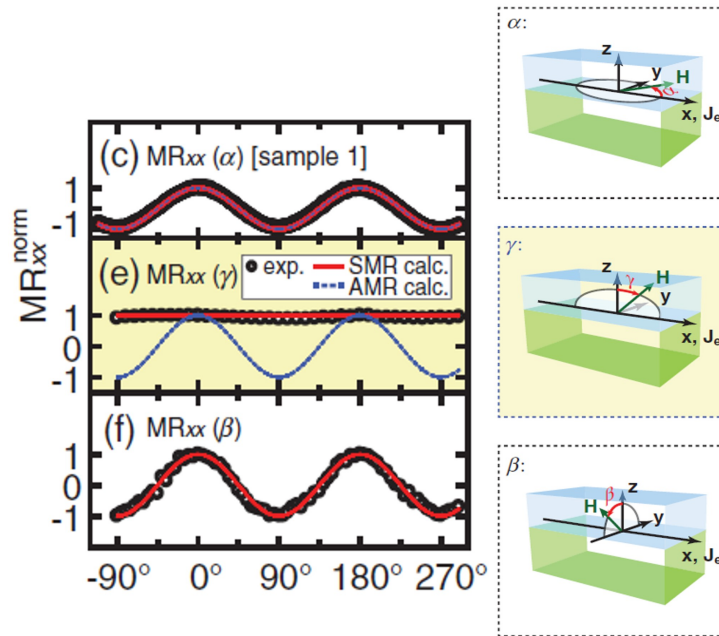 (c) MRxx (α) [sample 1]
1
-1
(e) MRxx (γ)
exp.
SMR calc.
AMR calc.
1
0
-1
(f) MRxx (β)
1
0
-1
MRxx norm
-90° 0° 90° 180° 270°
α:
z
y
H
α
x, Je
γ:
z
γ
H
y
x, Je
β:
β
z
H
y
x, Je